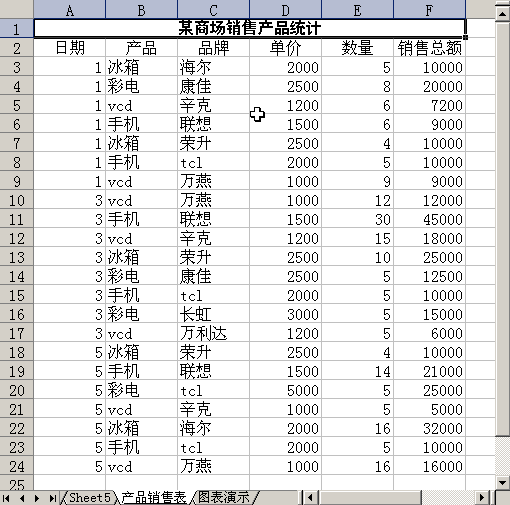 A B C D E F
1 某商场销售产品统计
2 日期 产品 品牌 单价 数量 销售总额
3 1 冰箱 海尔 2000 5 10000
4 1 彩电 康佳 2500 8 20000
5 1 vcd 辛克 1200 6 7200
6 1 手机 联想 1500 6 9000
7 1 冰箱 荣升 2500 4 10000
8 1 手机 tcl 2000 5 10000
9 1 vcd 万燕 1000 9 9000
10 3 vcd 万燕 1000 12 12000
11 3 手机 联想 1500 30 45000
12 3 vcd 辛克 1200 15 18000
13 3 冰箱 荣升 2500 10 25000
14 3 彩电 康佳 2500 5 12500
15 3 手机 tcl 2000 5 10000
16 3 彩电 长虹 3000 5 15000
17 3 vcd 万利达 1200 5 6000
18 5 冰箱 荣升 2500 4 10000
19 5 手机 联想 1500 14 21000
20 5 彩电 tcl 5000 5 25000
21 5 vcd 辛克 1000 5 5000
22 5 冰箱 海尔 2000 16 32000
23 5 手机 tcl 2000 5 10000
24 5 vcd 万燕 1000 16 16000
25
Sheet5 产品销售表 图表演示